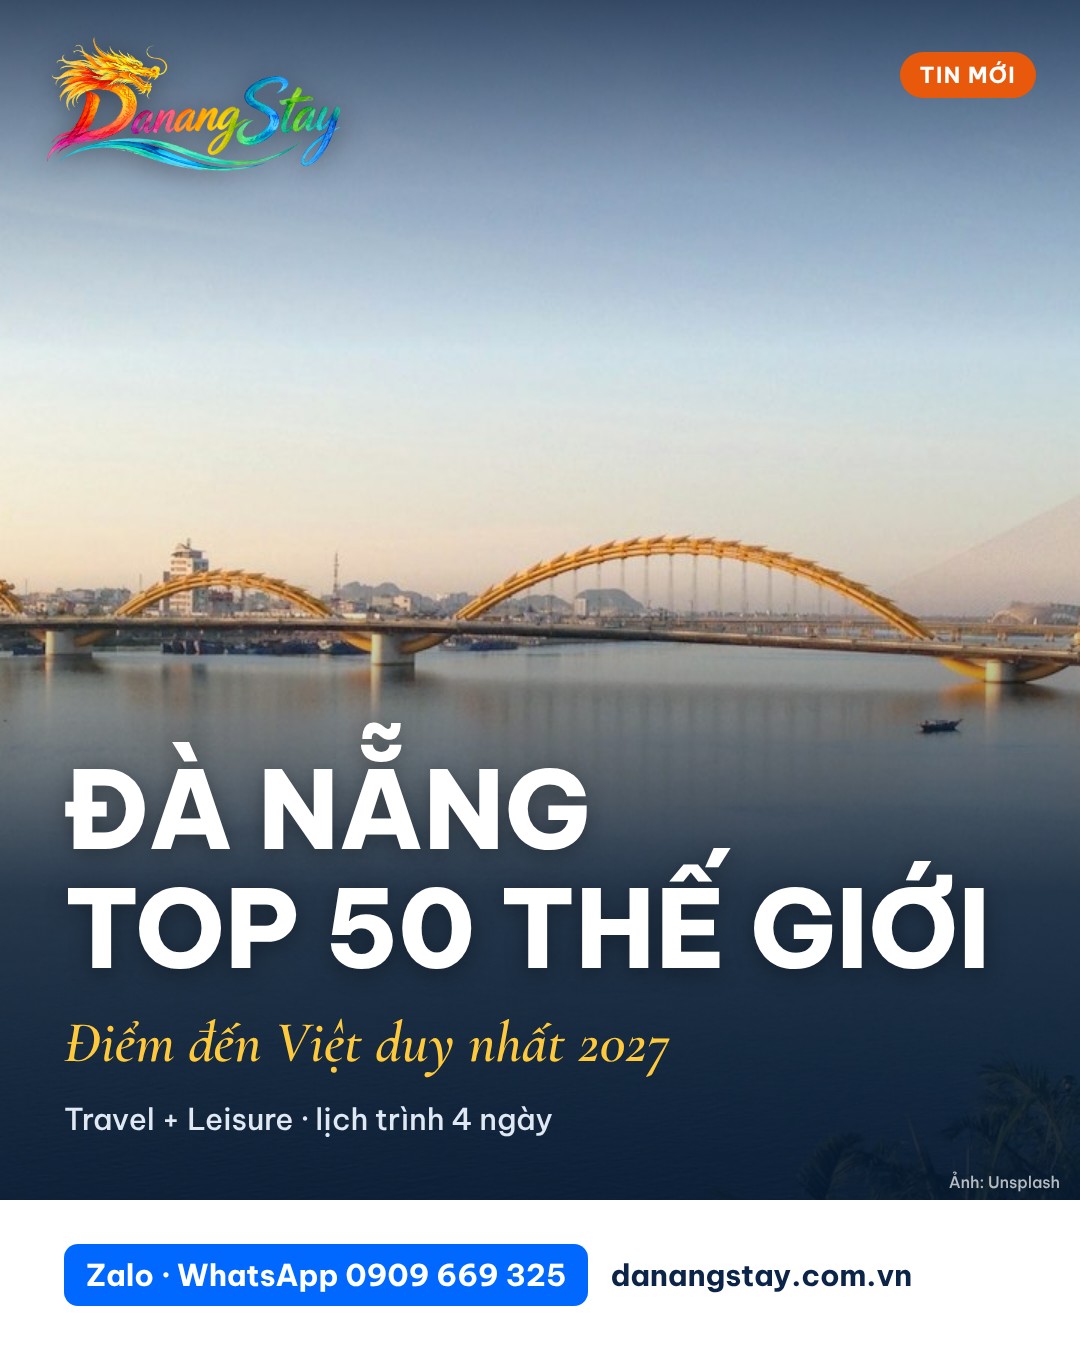 DanangStay
TIN MỚI
ĐÀ NẴNG
TOP 50 THẾ GIỚI
Điểm đến Việt duy nhất 2027
Travel + Leisure · lịch trình 4 ngày
Ảnh: Unsplash
Zalo · WhatsApp 0909 669 325
danangstay.com.vn